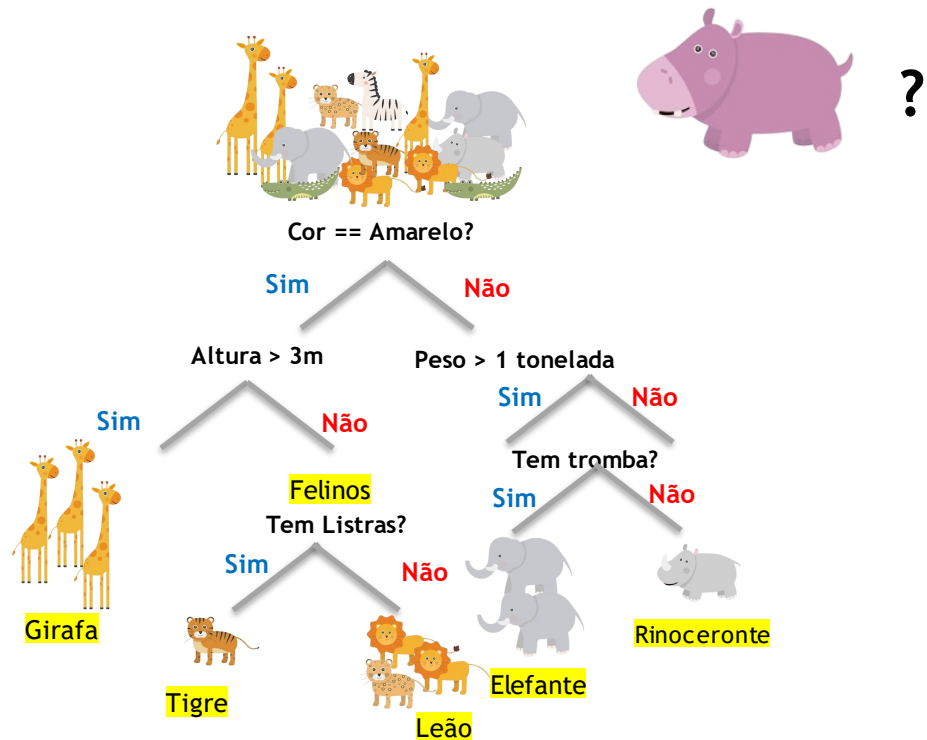 ?
Cor == Amarelo?
Sim
Não
Altura > 3m
Peso > 1 tonelada
Sim
Não
Sim
Não
Felinos
Tem Listras?
Tem tromba?
Sim
Não
Sim
Não
Girafa
Tigre
Leão
Elefante
Rinoceronte